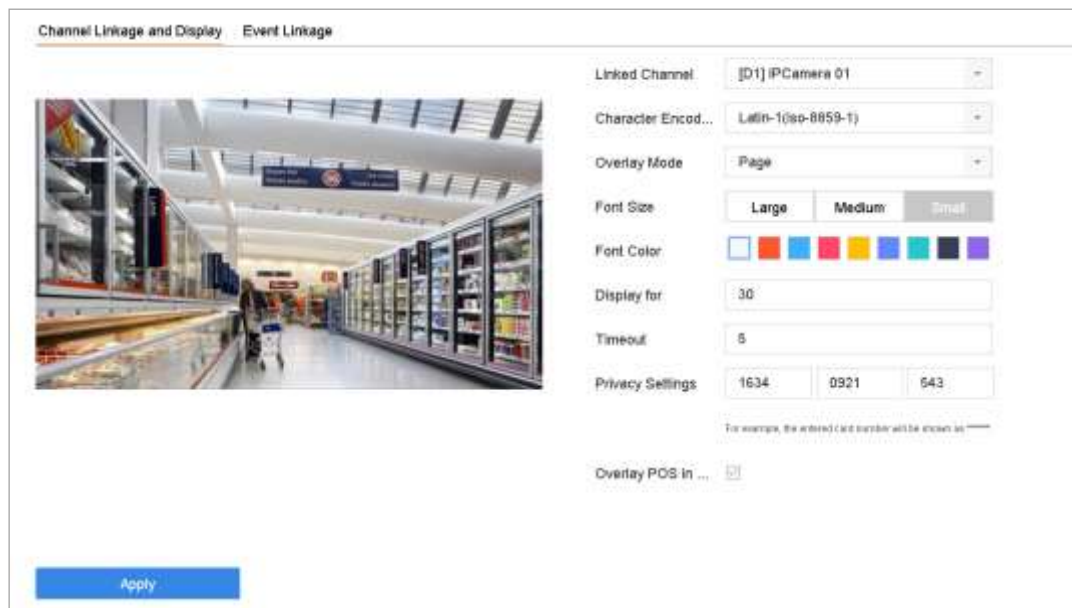 Channel Linkage and Display Event Linkage
Linked Channel [D1] IPCamera 01
Character Encod... Latin-1(iso-8859-1)
Overlay Mode Page
Font Size Large Medium Small
Font Color
Display for 30
Timeout 5
Privacy Settings 1634 0921 543
For example, the entered card number will be shown as
Overlay POS in ...
Apply